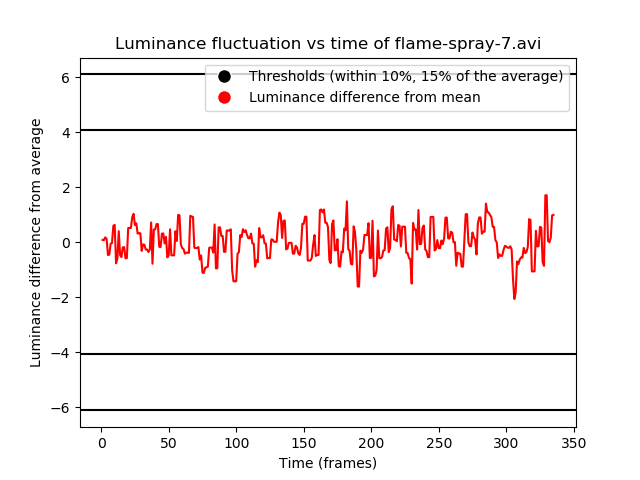 Luminance fluctuation vs time of flame-spray-7.avi
Thresholds (within 10%, 15% of the average)
Luminance difference from mean
Luminance difference from average
6
4
2
0
−2
−4
−6
0 50 100 150 200 250 300 350
Time (frames)